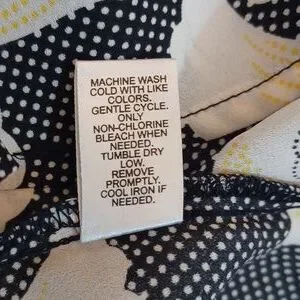 MACHINE WASH
COLD WITH LIKE
COLORS.
GENTLE CYCLE.
ONLY
NON-CHLORINE
BLEACH WHEN
NEEDED.
TUMBLE DRY
LOW.
REMOVE
PROMPTLY.
COOL IRON IF
NEEDED.